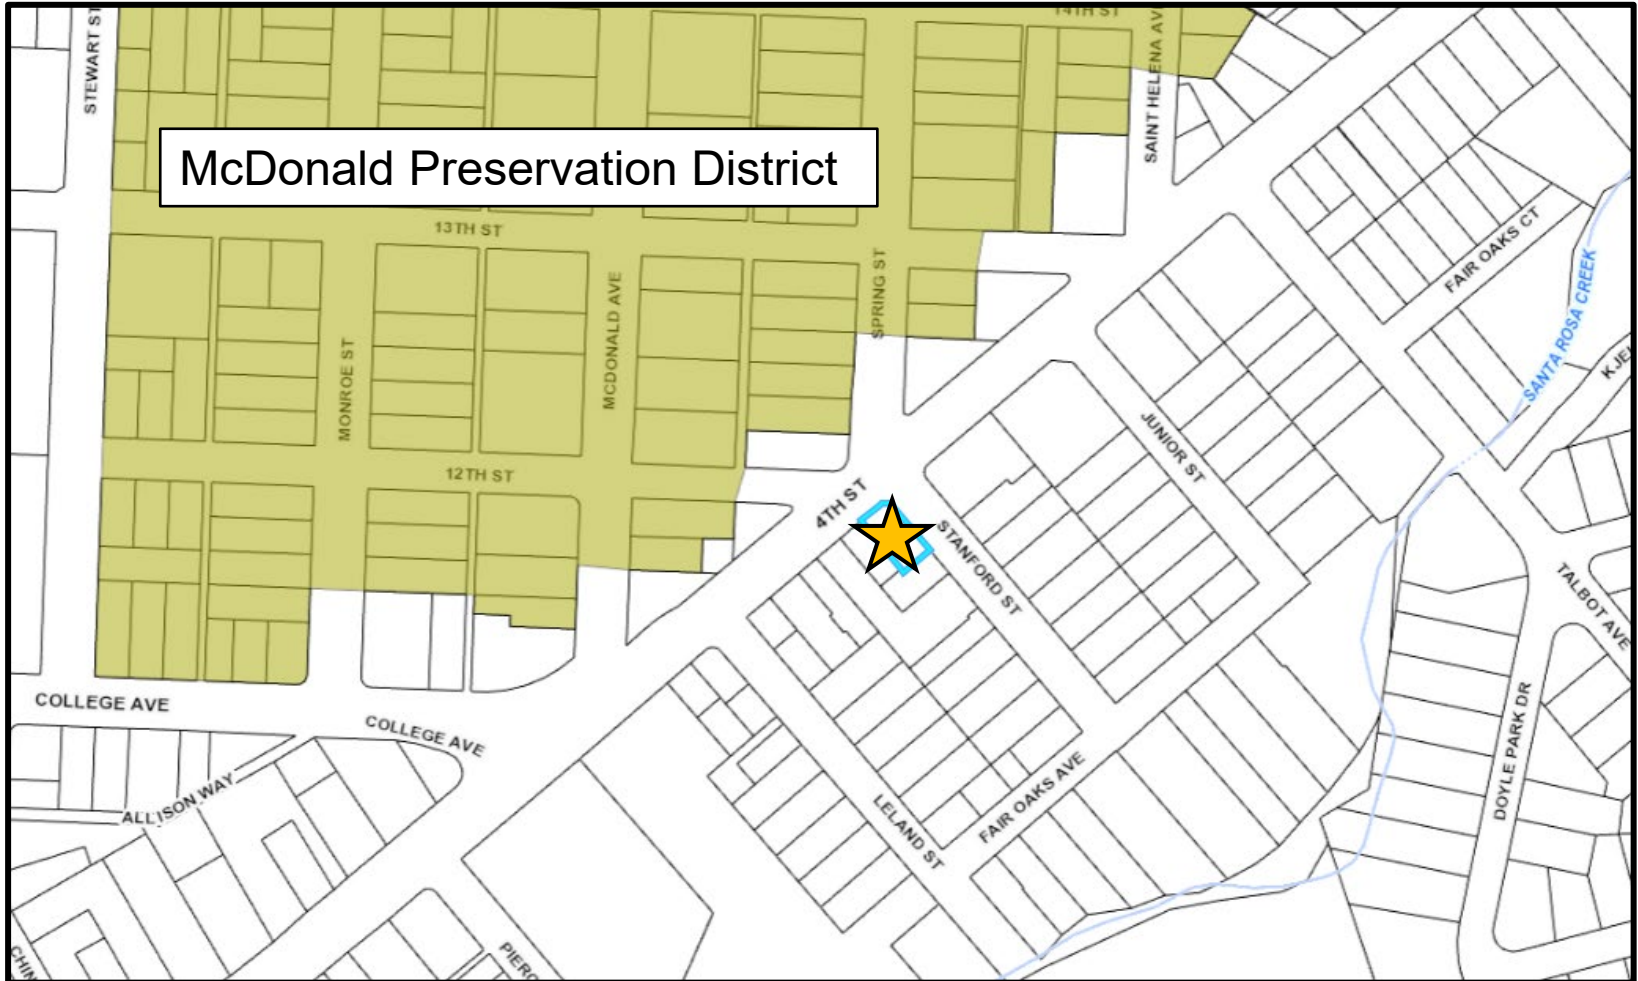 14TH ST
STEWART ST
SAINT HELENA AVE
McDonald Preservation District
13TH ST
SPRING ST
FAIR OAKS CT
MCDONALD AVE
MONROE ST
SANTA ROSA CREEK
JUNIOR ST
12TH ST
4TH ST
STANFORD ST
TALBOT AVE
COLLEGE AVE
COLLEGE AVE
DOYLE PARK DR
ALLISON WAY
FAIR OAKS AVE
LELAND ST